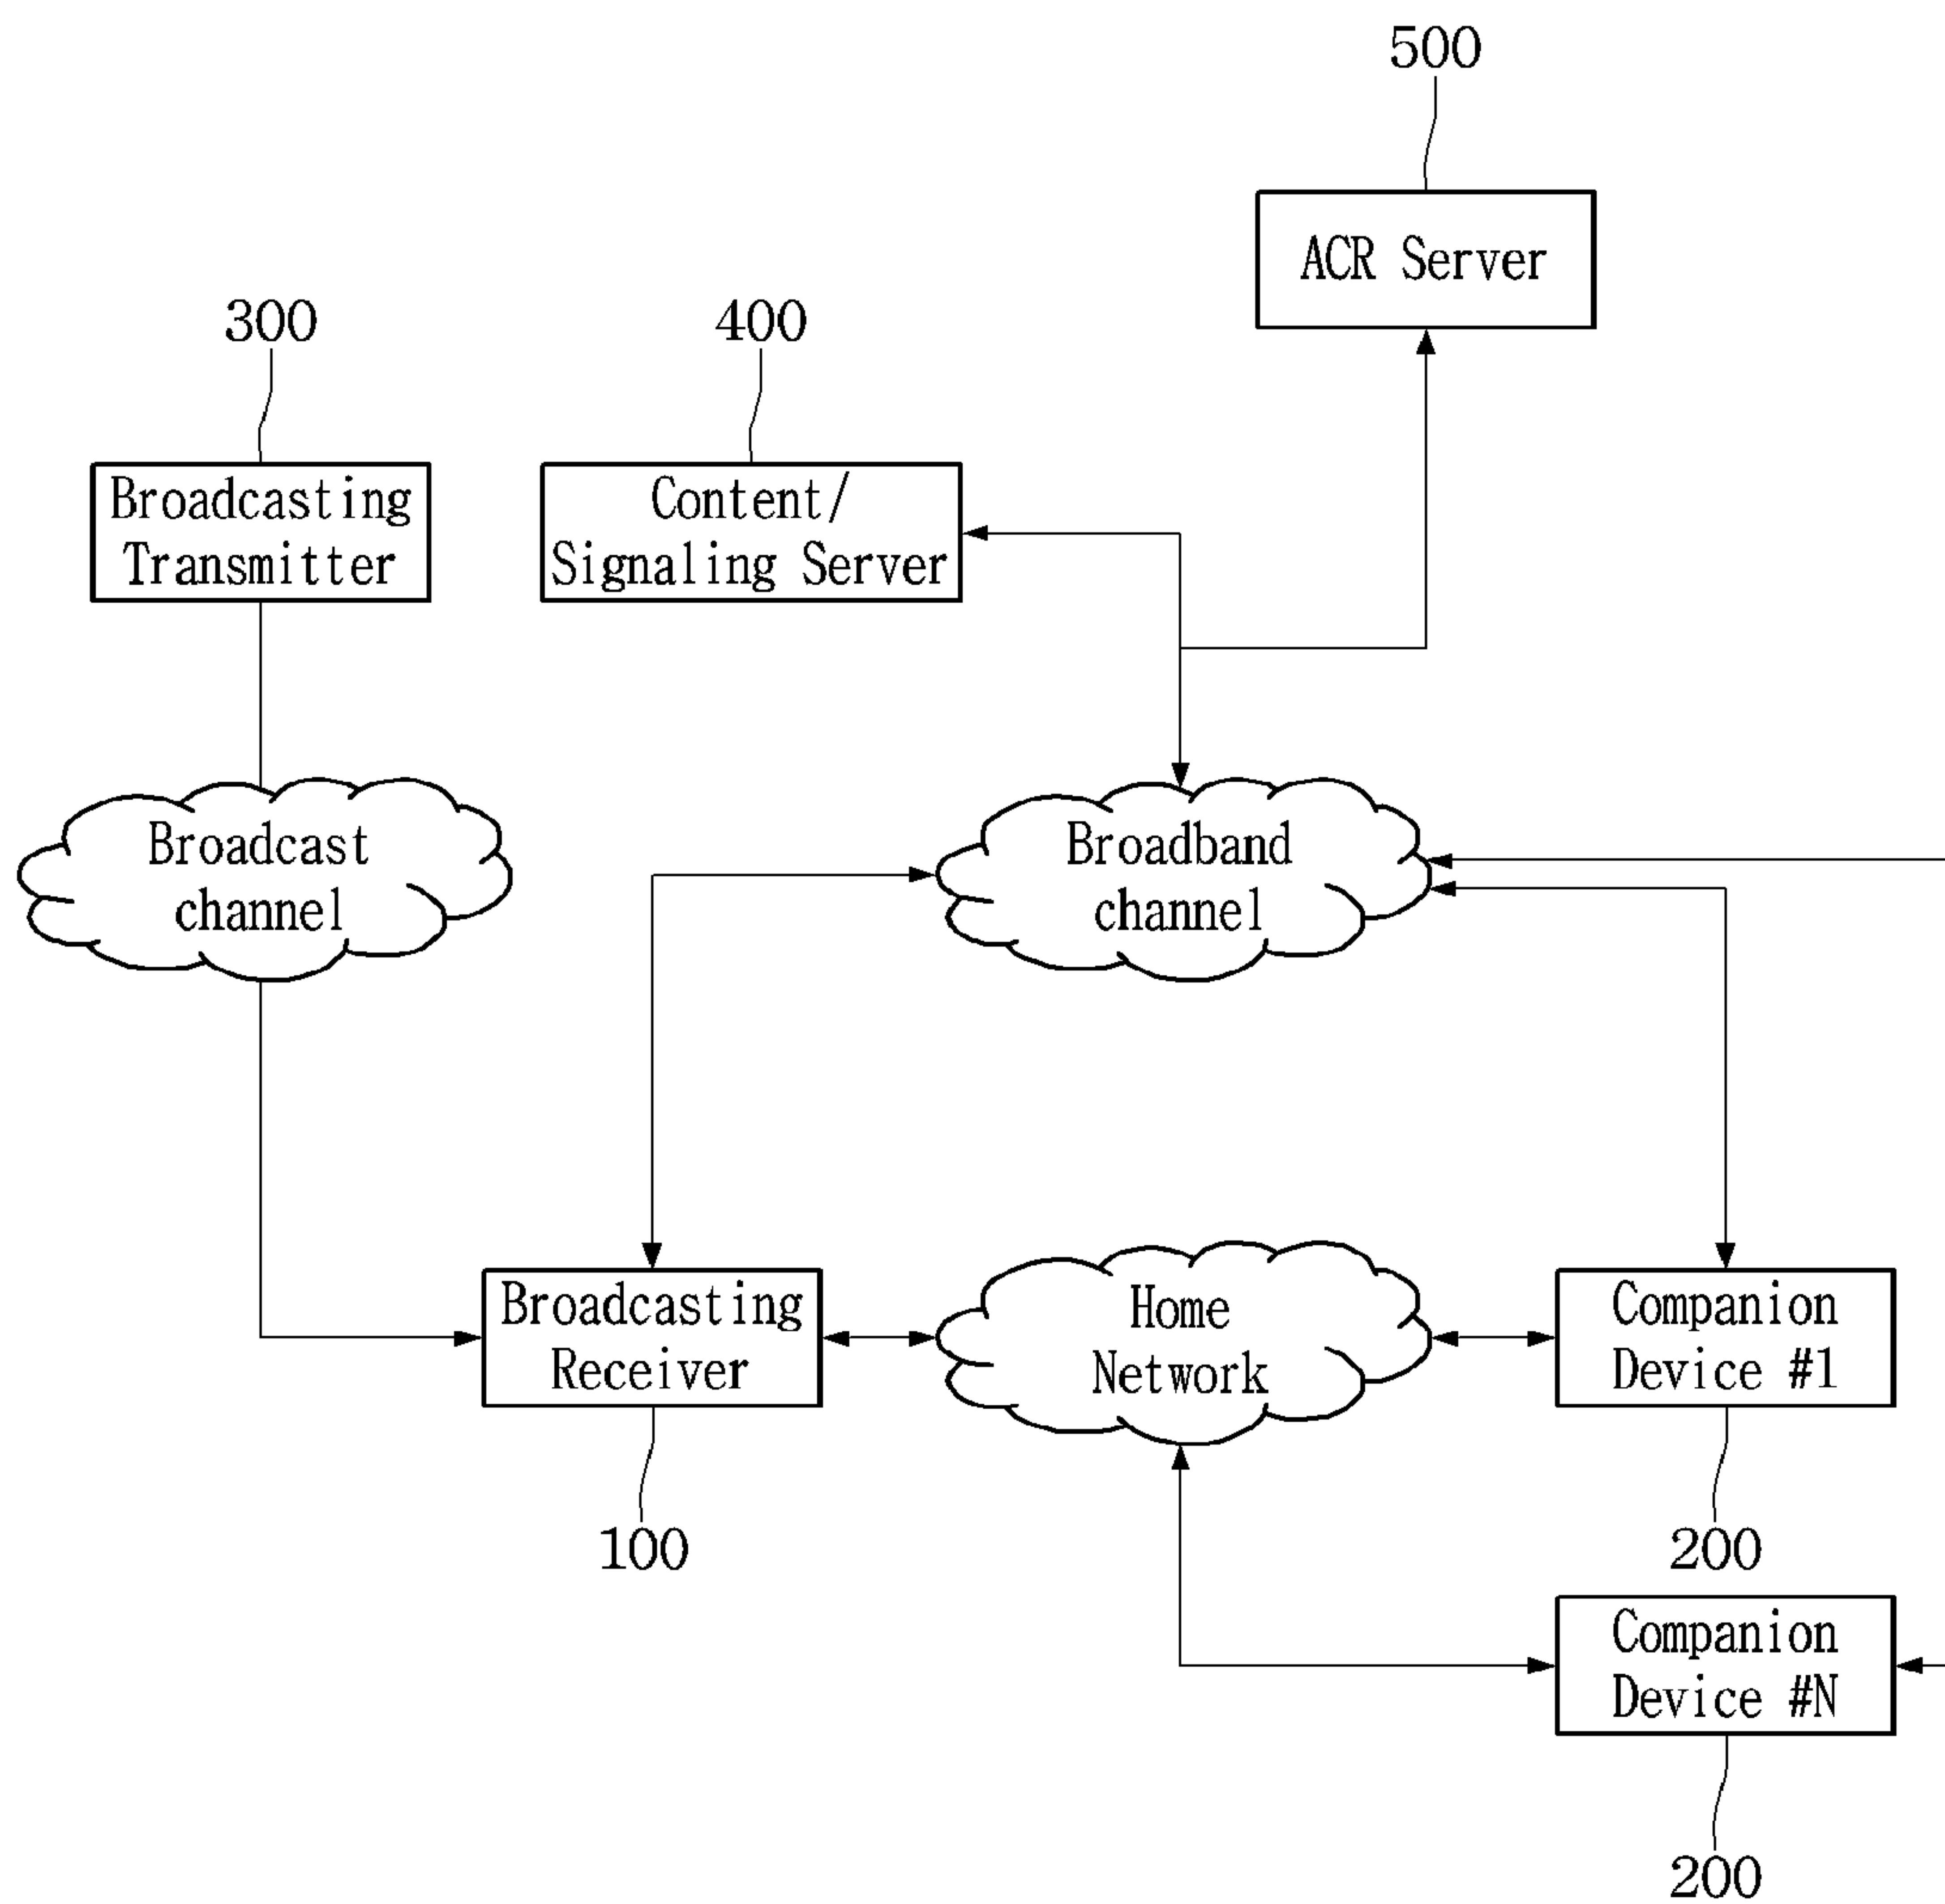 500
ACR Server
300
400
Broadcasting
Transmitter
Content/
Signaling Server
Broadcast
channel
Broadband
channel
Broadcasting
Receiver
Home
Network
Companion
Device #1
100
200
Companion
Device #N
200